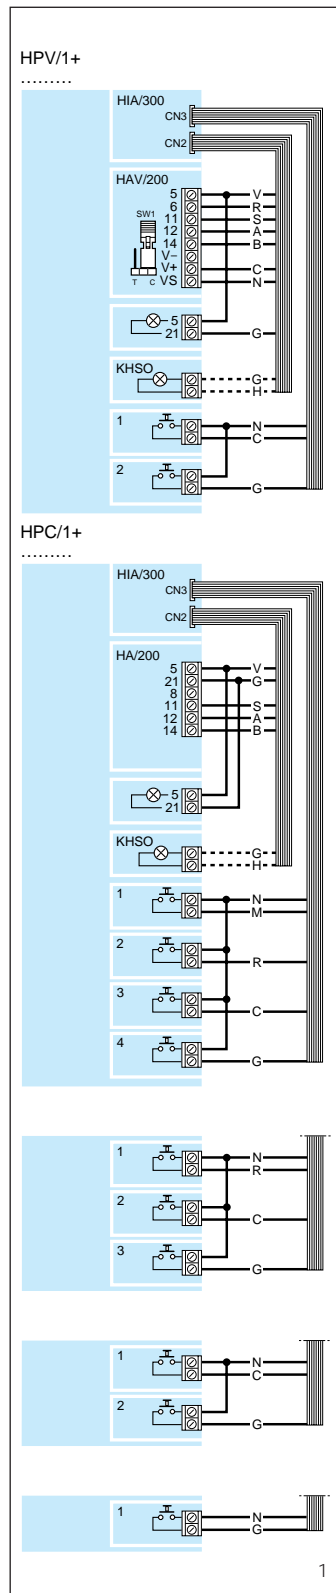 HPV/1+
.........
HIA/300
CN3
CN2
HAV/200
5 V
6 R
SW1
11 S
12 A
14 B
V–
V+ C
T C VS N
5
21 G
KHSO
G
H
1 N
C
2
G
HPC/1+
.........
HIA/300
CN3
CN2
HA/200
5 V
21 G
8
11 S
12 A
14 B
5
21
KHSO
G
H
1 N
M
2
R
3
C
4
G
1 N
R
2
C
3
G
1 N
C
2
G
1 N
G
1